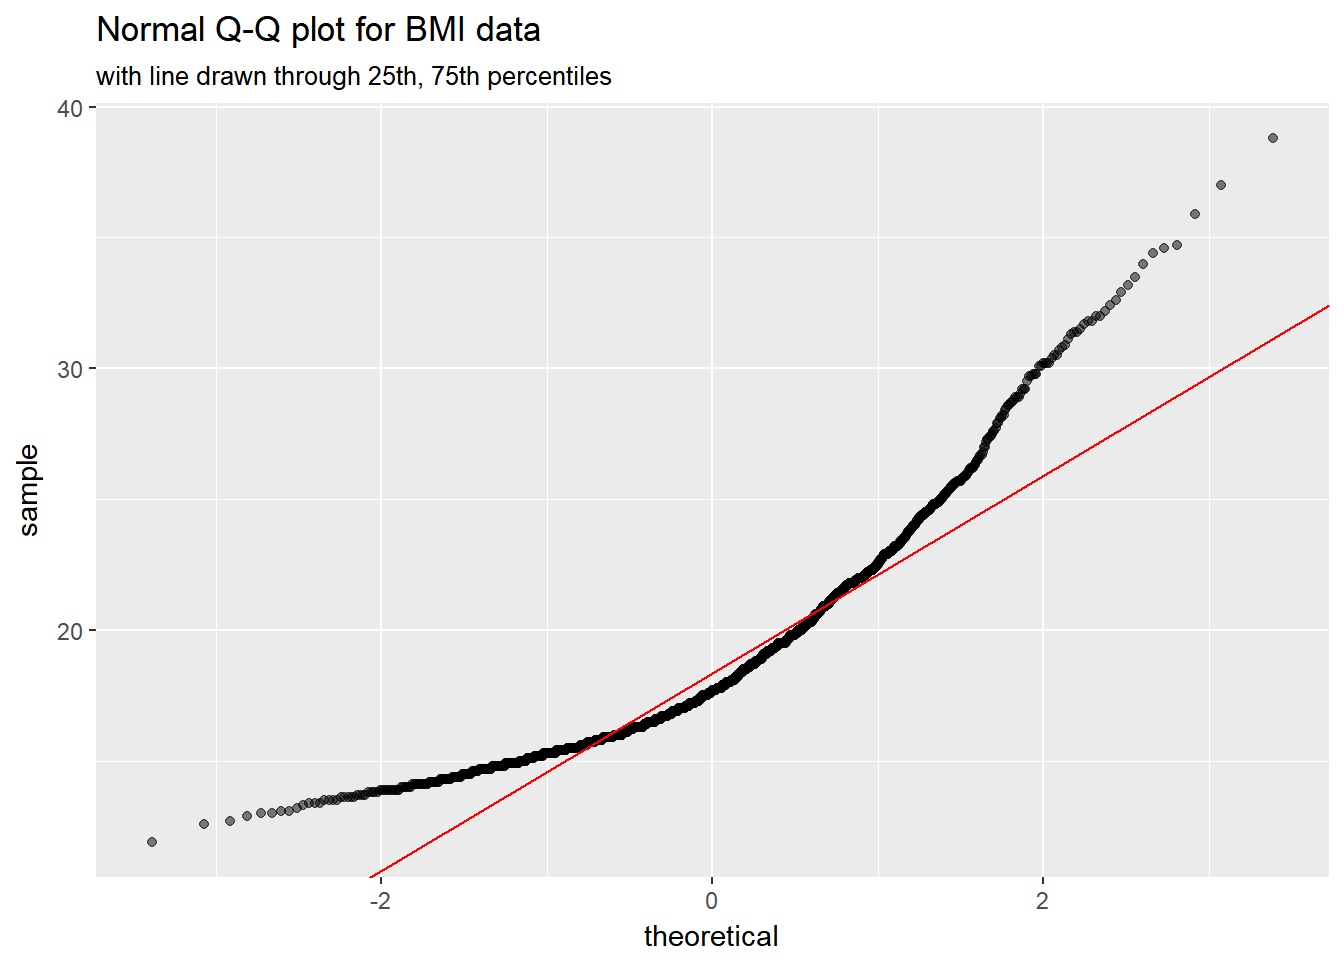 Normal Q-Q plot for BMI data
with line drawn through 25th, 75th percentiles
40
30
20
sample
-2
0
2
theoretical